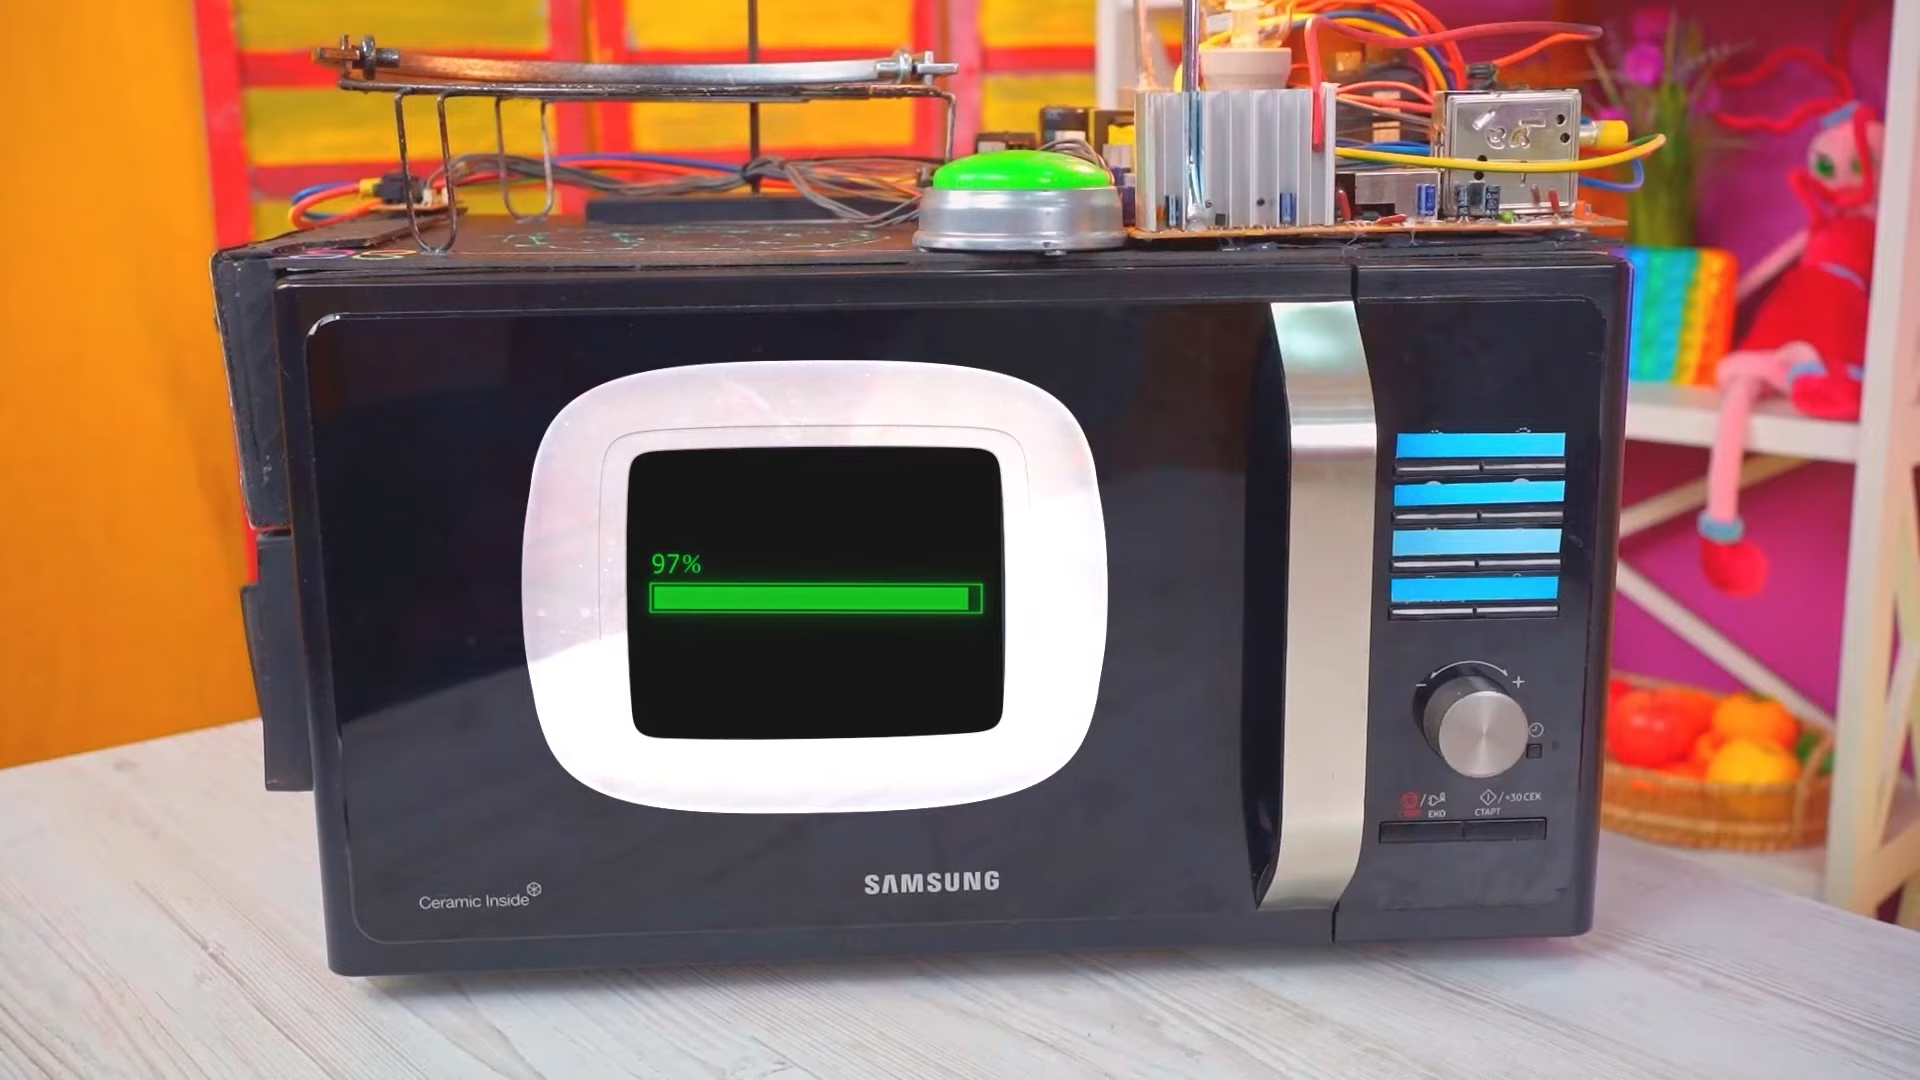 97%
- +
/+30 СЕК
ЕКО СТАРТ
SAMSUNG
Ceramic Inside